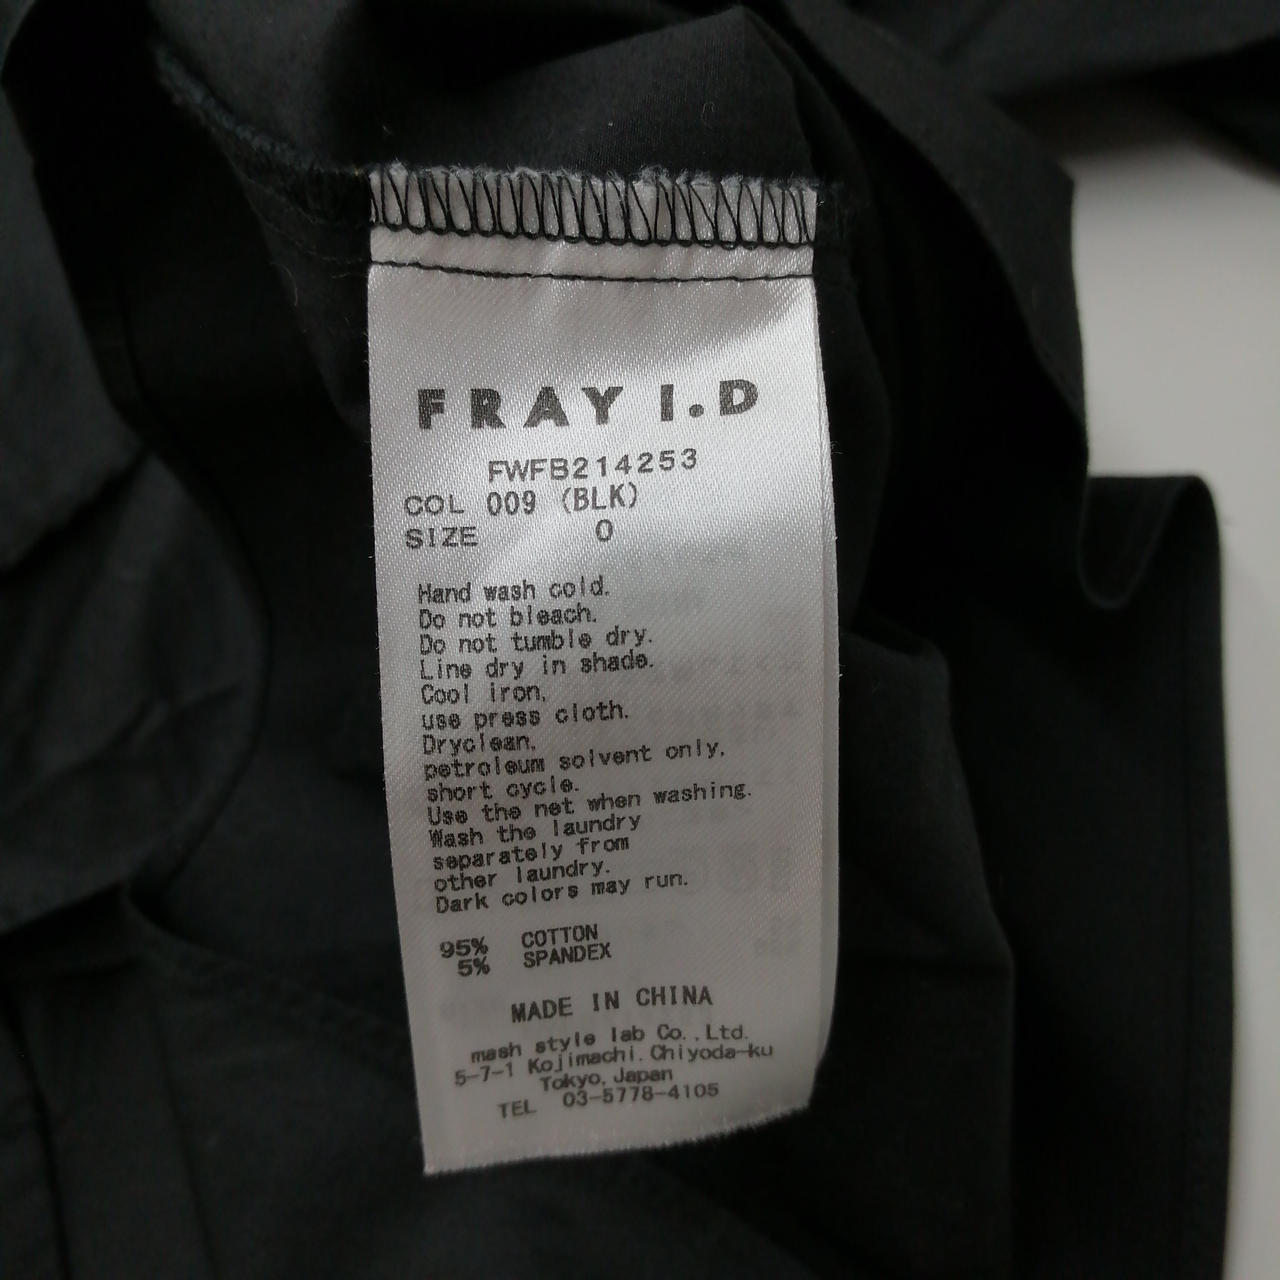 FRAY I.D
FWFB214253
COL 009 (BLK)
SIZE 0
Hand wash cold.
Do not bleach.
Do not tumble dry.
Line dry in shade.
Cool iron.
use press cloth.
Dryclean.
petroleum solvent only.
short cycle.
Use the net when washing.
Wash the laundry
separately from
other laundry.
Dark colors may run.
95% COTTON
5% SPANDEX
MADE IN CHINA
mash style lab Co.,Ltd.
5-7-1 Kojimachi. Chiyoda-ku
Tokyo, Japan
TEL 03-5778-4105